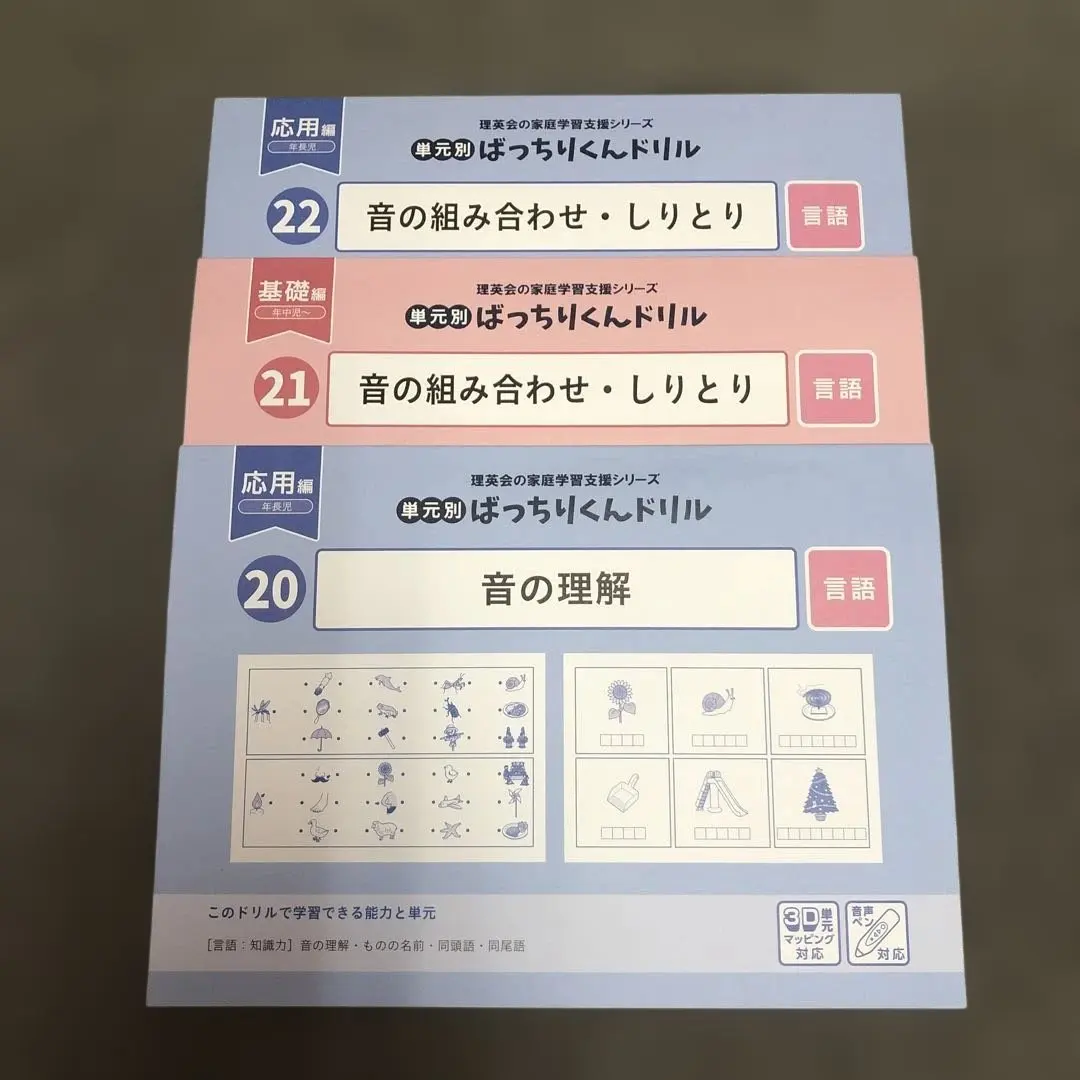 応用編
年長児
理英会の家庭学習支援シリーズ
単元別 ばっちりくんドリル
22
音の組み合わせ・しりとり
言語
基礎編
年中児〜
理英会の家庭学習支援シリーズ
単元別 ばっちりくんドリル
21
音の組み合わせ・しりとり
言語
応用編
年長児
理英会の家庭学習支援シリーズ
単元別 ばっちりくんドリル
20
音の理解
言語
このドリルで学習できる能力と単元
[言語:知識力] 音の理解・ものの名前・同頭語・同尾語
3D単元
マッピング
対応
音声
ペン
対応